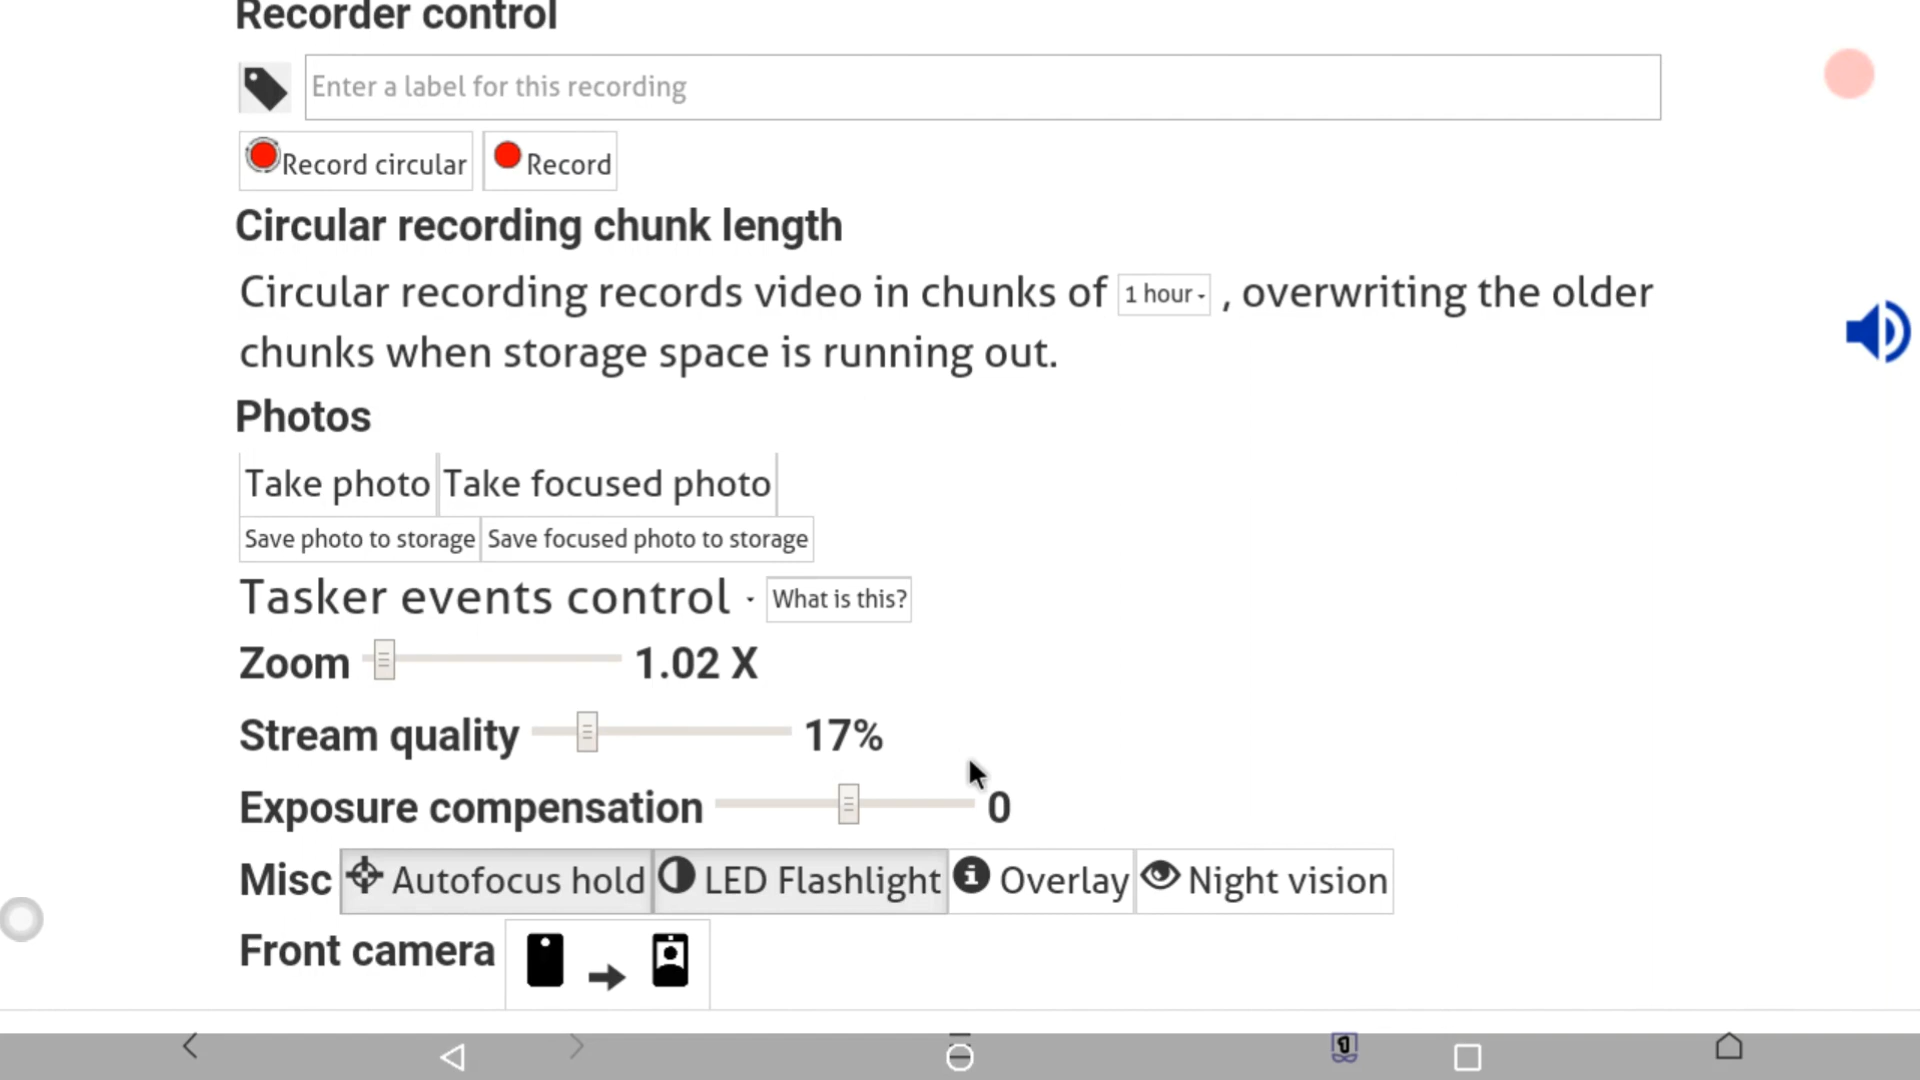 Recorder control
Enter a label for this recording
Record circular Record
Circular recording chunk length
Circular recording records video in chunks of 1 hour , overwriting the older
chunks when storage space is running out.
Photos
Take photo Take focused photo
Save photo to storage Save focused photo to storage
Tasker events control What is this?
Zoom 1.02 X
Stream quality 17%
Exposure compensation 0
Misc Autofocus hold LED Flashlight Overlay Night vision
Front camera
1